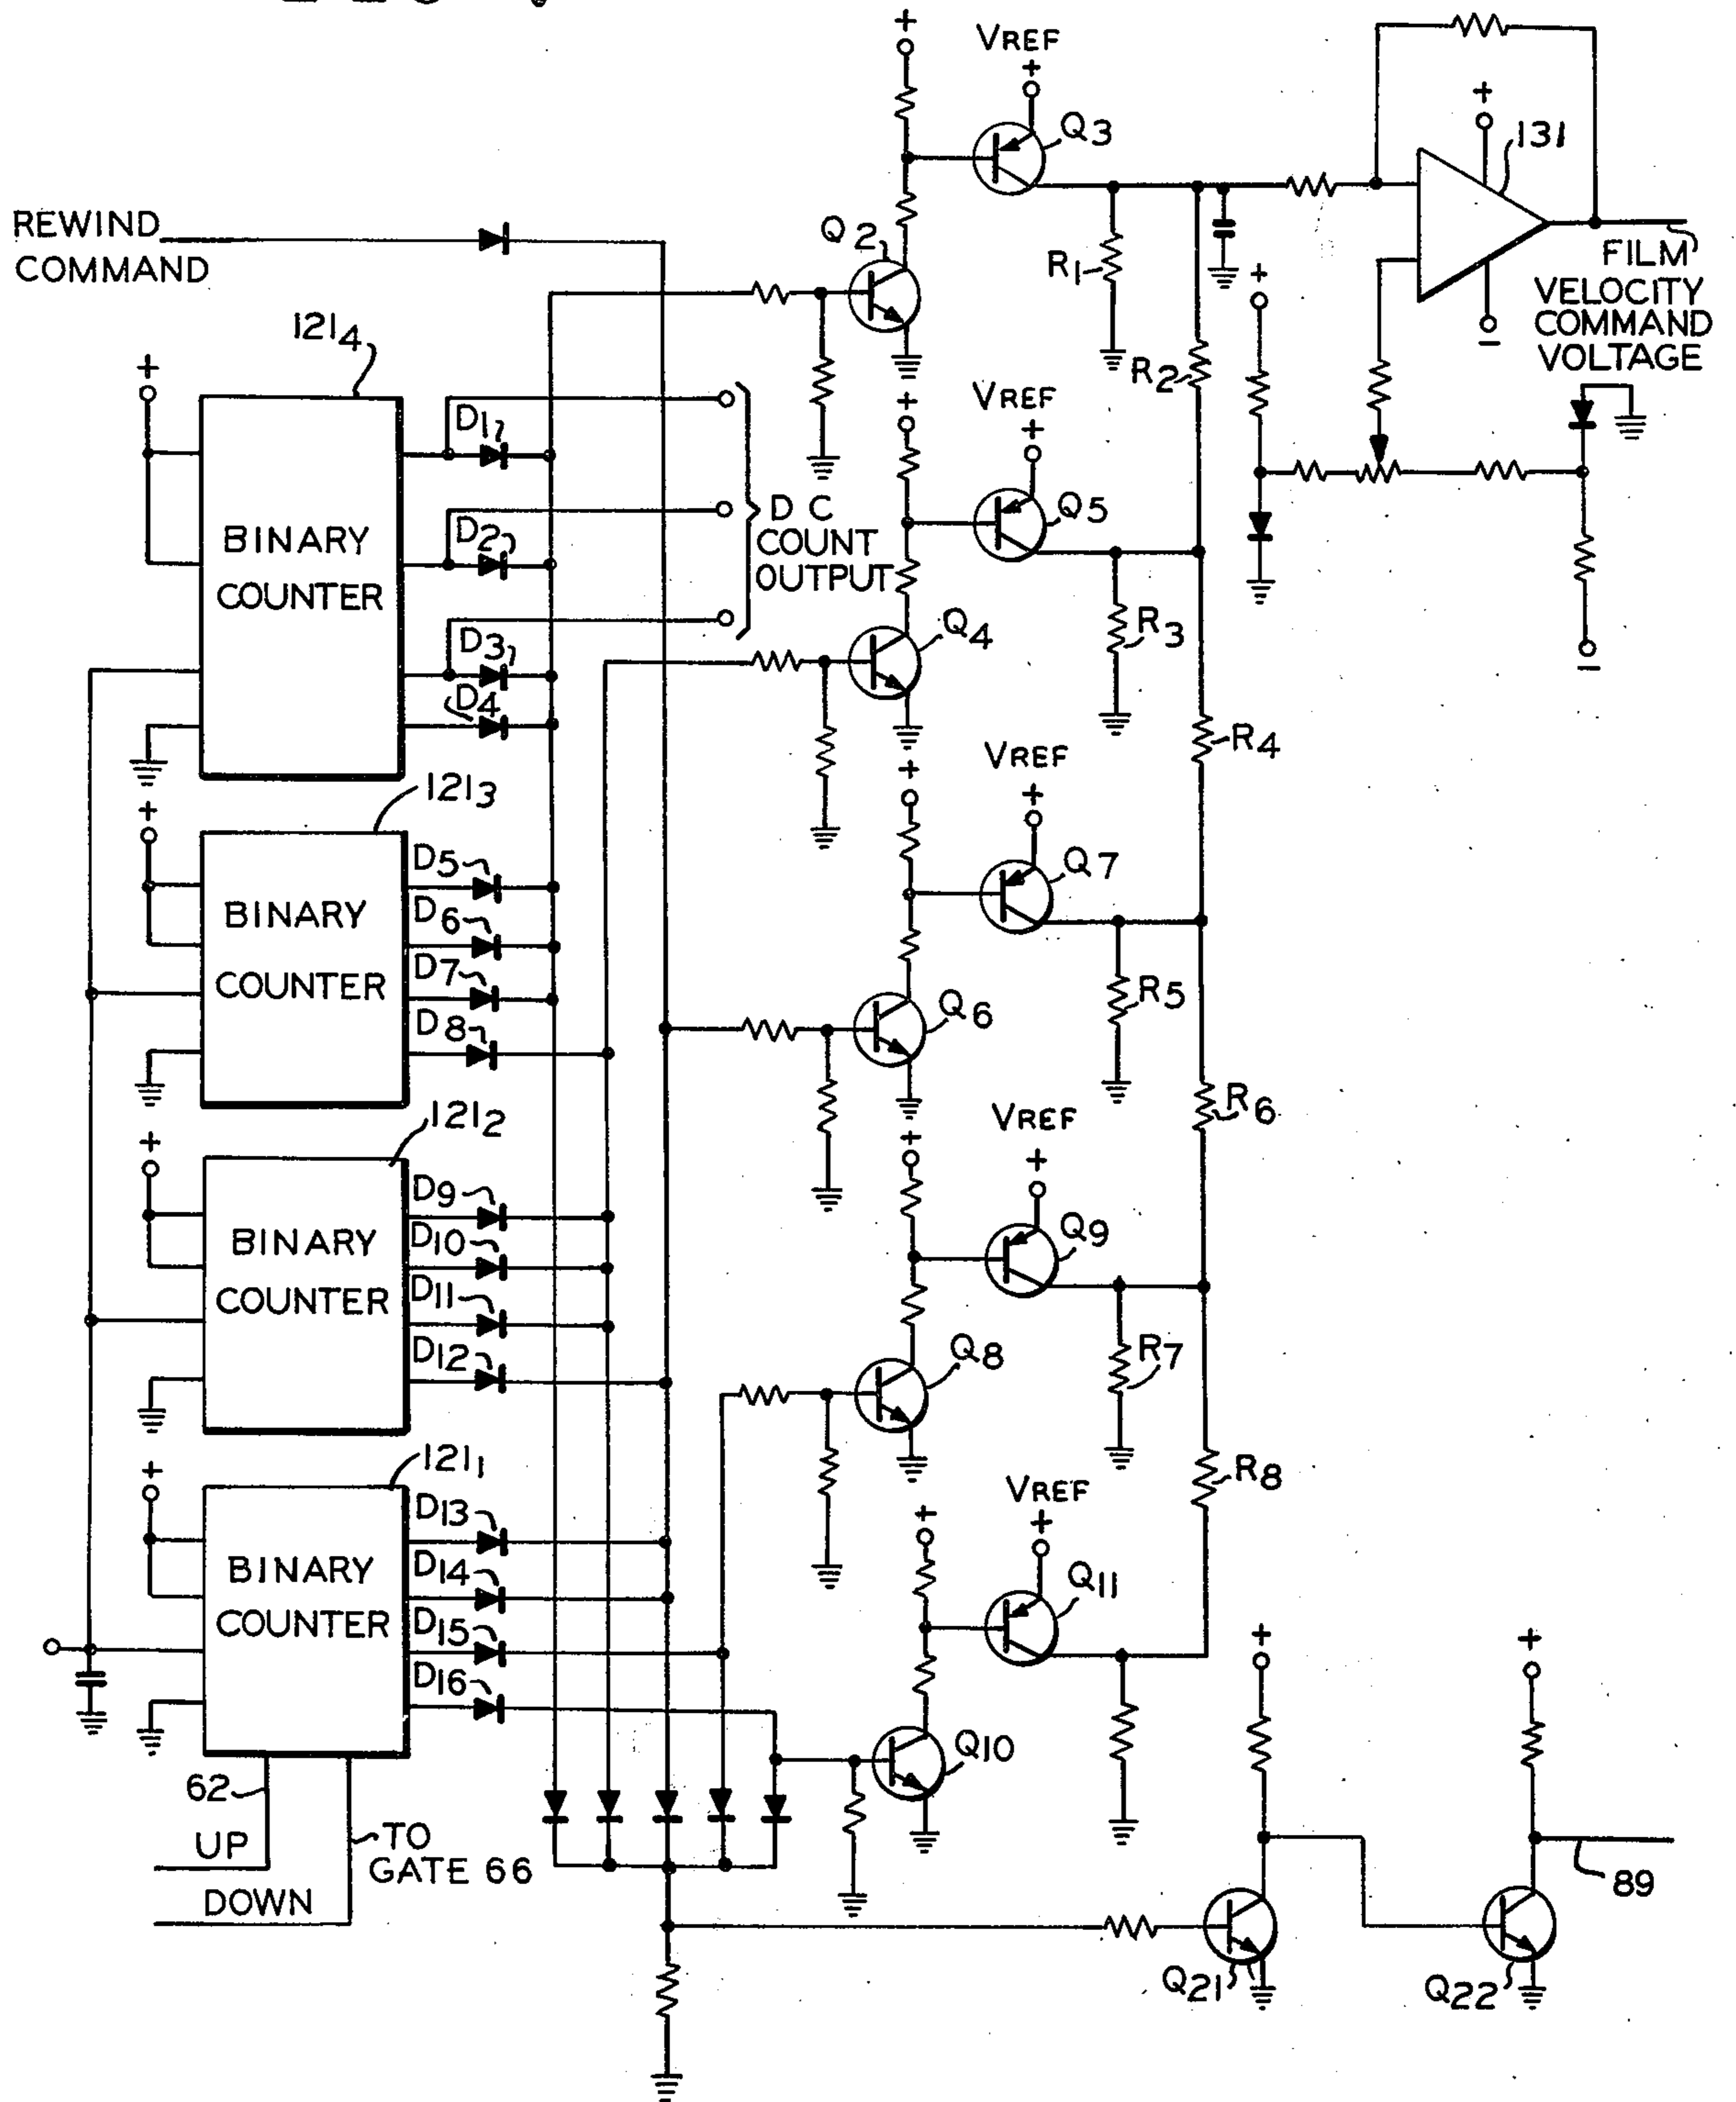 VREF
+
+
Q3
+
131
REWIND
COMMAND
Q2
R1
FILM
VELOCITY
COMMAND
VOLTAGE
+
-
1214
+
R2
D1
VREF
+
+
D C
COUNT
OUTPUT
BINARY
COUNTER
D2
Q5
D3
D4
Q4
R3
-
R4
1213
+
VREF
+
+
D5
Q7
BINARY
COUNTER
D6
D7
D8
R5
Q6
1212
+
VREF
+
+
R6
D9
Q9
BINARY
COUNTER
D10
D11
D12
R7
Q8
1211
+
R8
VREF
+
+
D13
BINARY
COUNTER
D14
Q11
D15
D16
+
+
Q10
62
UP
TO
GATE 66
DOWN
89
Q21
Q22